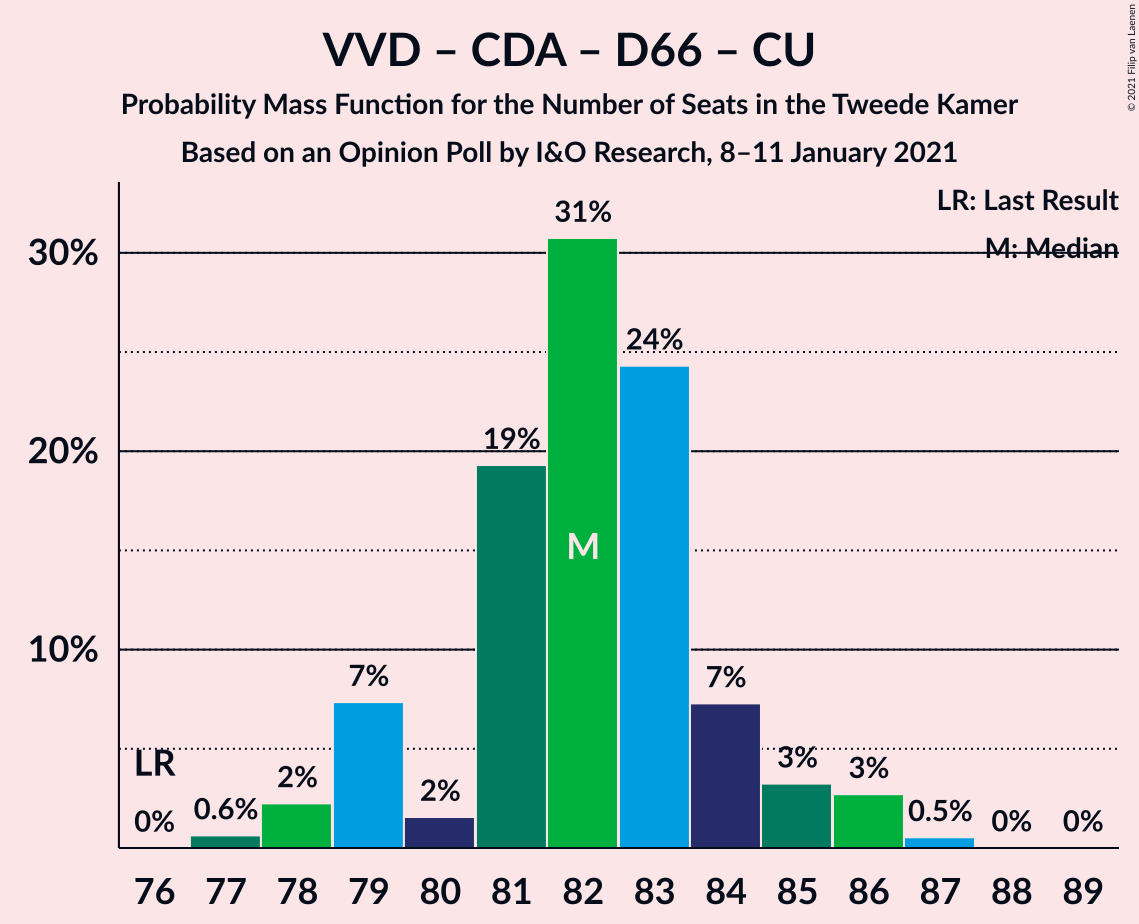 VVD – CDA – D66 – CU
Probability Mass Function for the Number of Seats in the Tweede Kamer
Based on an Opinion Poll by I&O Research, 8–11 January 2021
© 2021 Filip van Laenen
LR: Last Result
M: Median
30%
20%
10%
LR
0%
0.6%
2%
7%
2%
19%
31%
M
24%
7%
3%
3%
0.5%
0%
0%
76 77 78 79 80 81 82 83 84 85 86 87 88 89